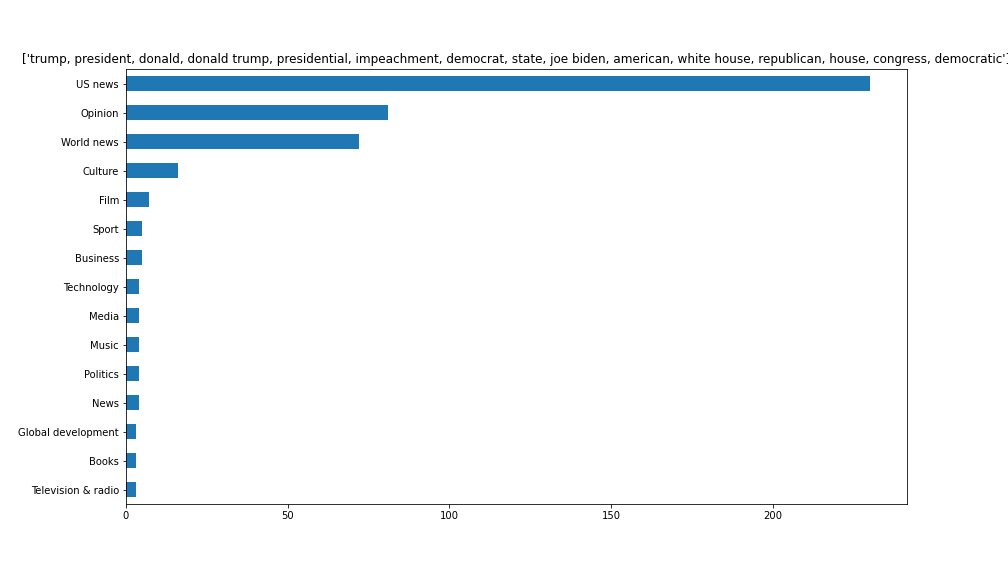 ['trump, president, donald, donald trump, presidential, impeachment, democrat, state, joe biden, american, white house, republican, house, congress, democratic']
US news
Opinion
World news
Culture
Film
Sport
Business
Technology
Media
Music
Politics
News
Global development
Books
Television & radio
0 50 100 150 200